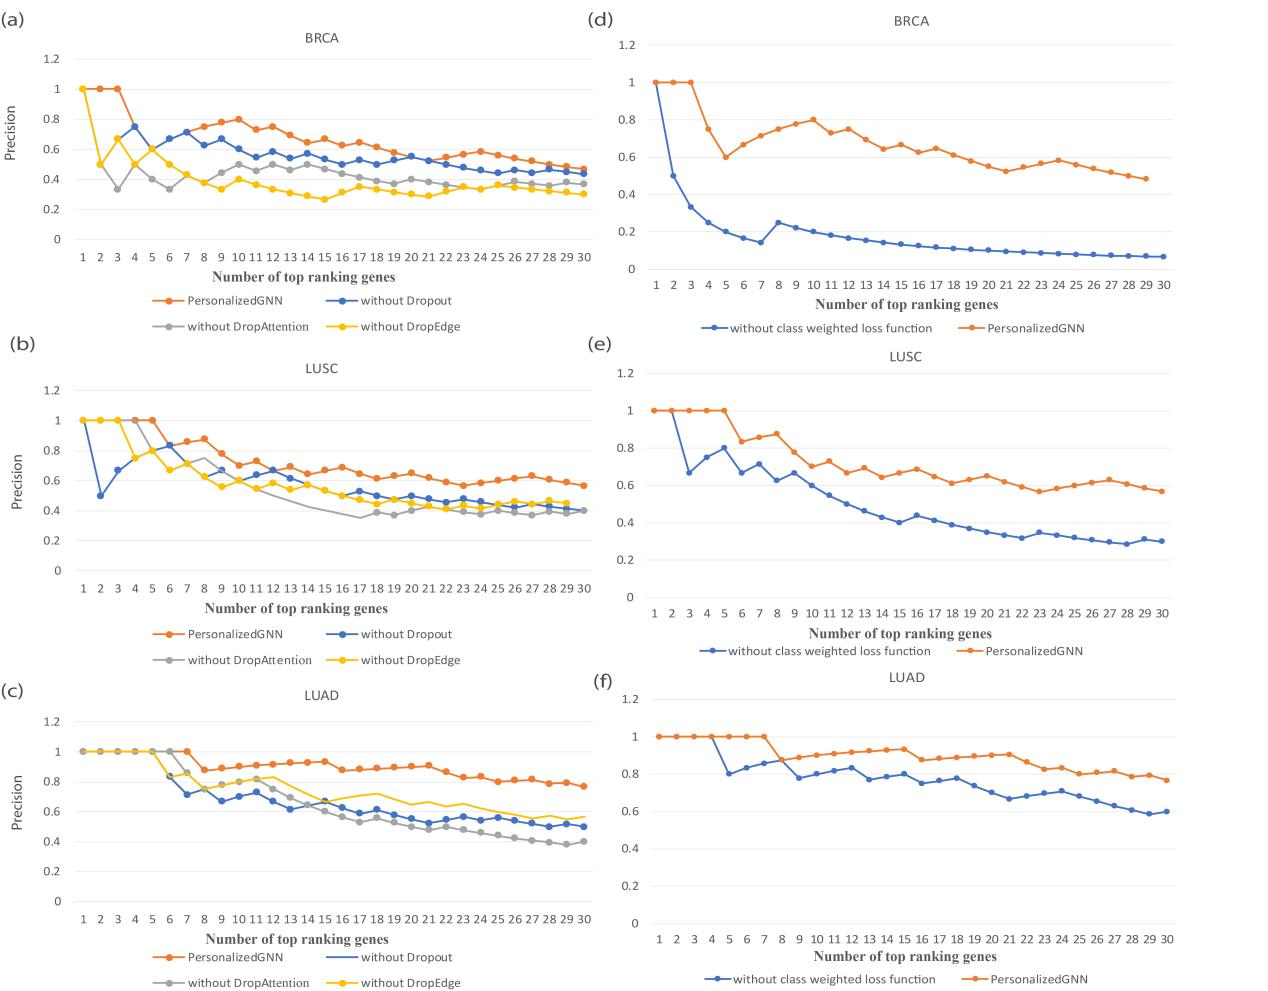 (a)
BRCA
Precision
1.2
1
0.8
0.6
0.4
0.2
0
1 2 3 4 5 6 7 8 9 10 11 12 13 14 15 16 17 18 19 20 21 22 23 24 25 26 27 28 29 30
Number of top ranking genes
PersonalizedGNN without Dropout
without DropAttention without DropEdge
(b)
LUSC
Precision
1.2
1
0.8
0.6
0.4
0.2
0
1 2 3 4 5 6 7 8 9 10 11 12 13 14 15 16 17 18 19 20 21 22 23 24 25 26 27 28 29 30
Number of top ranking genes
PersonalizedGNN without Dropout
without DropAttention without DropEdge
(c)
LUAD
Precision
1.2
1
0.8
0.6
0.4
0.2
0
1 2 3 4 5 6 7 8 9 10 11 12 13 14 15 16 17 18 19 20 21 22 23 24 25 26 27 28 29 30
Number of top ranking genes
PersonalizedGNN without Dropout
without DropAttention without DropEdge
(d)
BRCA
1.2
1
0.8
0.6
0.4
0.2
0
1 2 3 4 5 6 7 8 9 10 11 12 13 14 15 16 17 18 19 20 21 22 23 24 25 26 27 28 29 30
Number of top ranking genes
without class weighted loss function PersonalizedGNN
(e)
LUSC
1.2
1
0.8
0.6
0.4
0.2
0
1 2 3 4 5 6 7 8 9 10 11 12 13 14 15 16 17 18 19 20 21 22 23 24 25 26 27 28 29 30
Number of top ranking genes
without class weighted loss function PersonalizedGNN
(f)
LUAD
1.2
1
0.8
0.6
0.4
0.2
0
1 2 3 4 5 6 7 8 9 10 11 12 13 14 15 16 17 18 19 20 21 22 23 24 25 26 27 28 29 30
Number of top ranking genes
without class weighted loss function PersonalizedGNN